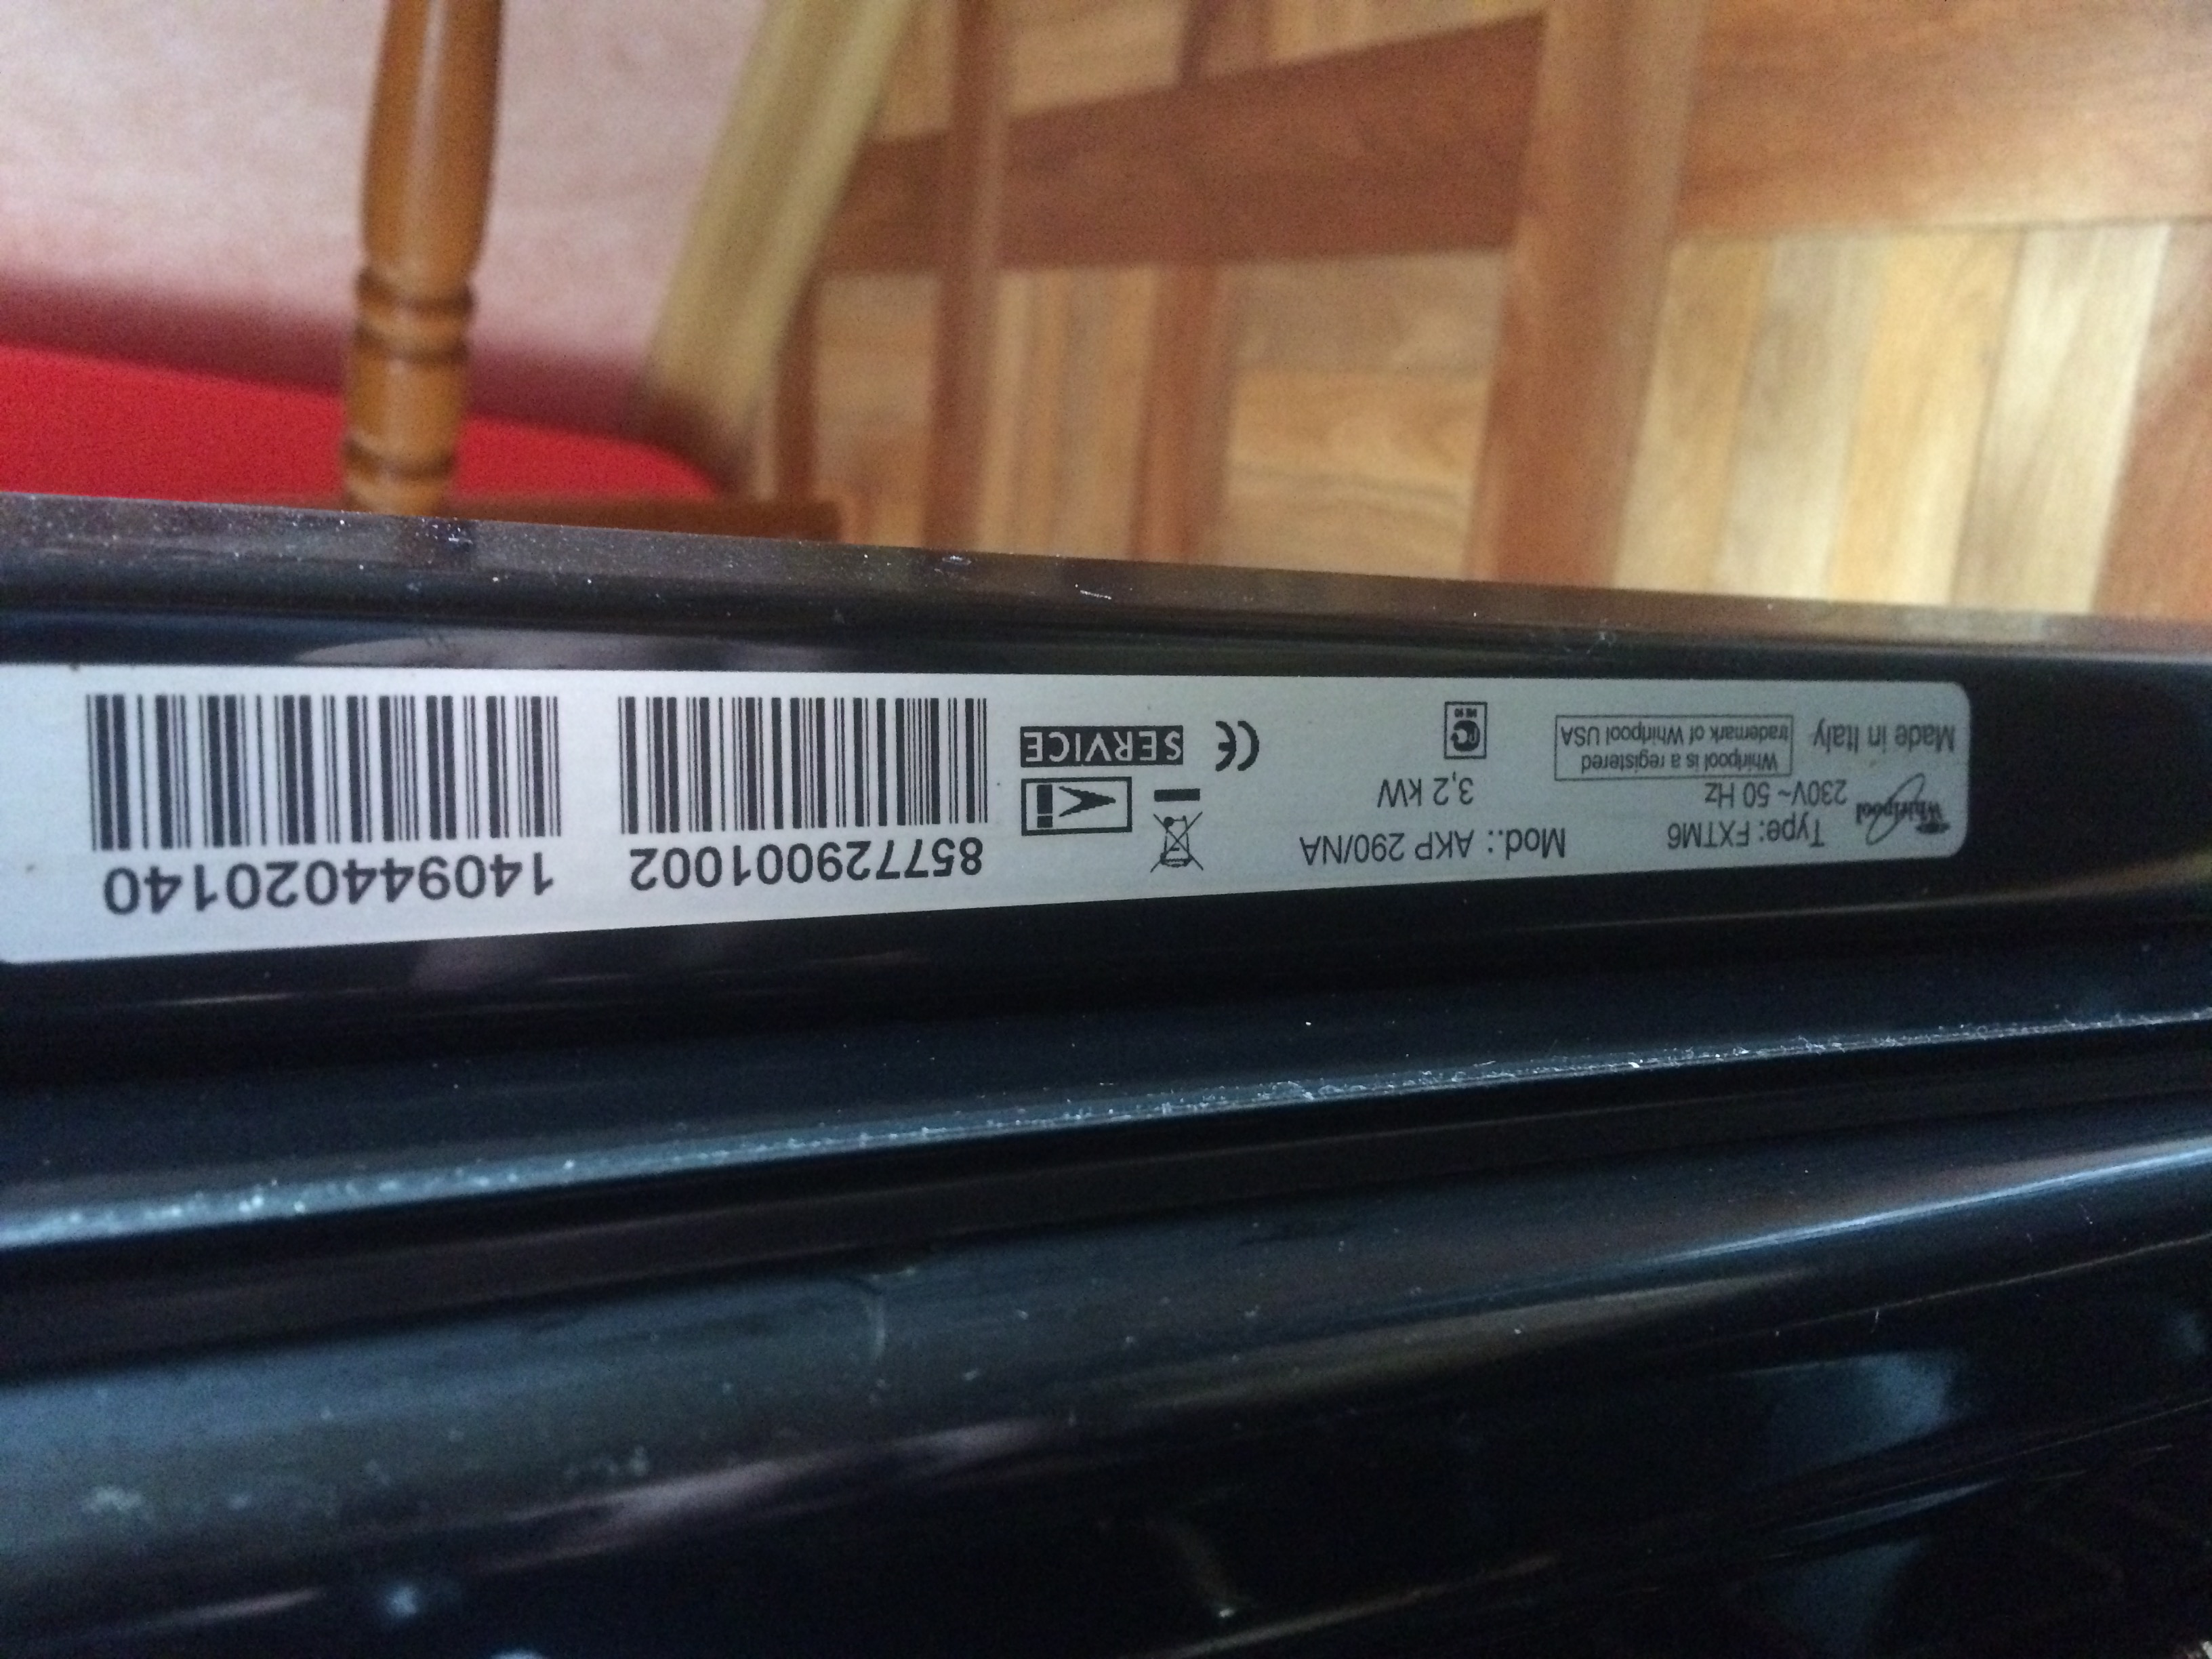 Whirlpool
Type: FXTM6
230V~ 50 Hz
Made in Italy
Whirlpool is a registered
trademark of Whirlpool USA
Mod.: AKP 290/NA
3,2 kW
CE
SERVICE
857729001002
140944020140